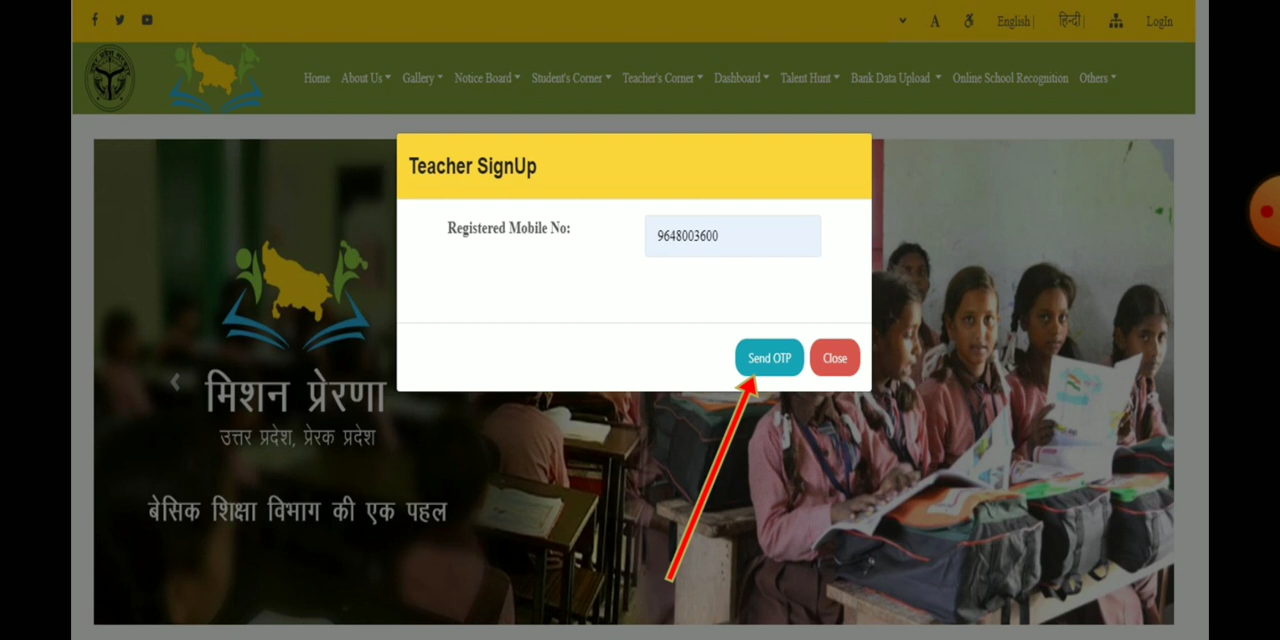 A English | हिन्दी | LogIn
Home About Us Gallery Notice Board Student's Corner Teacher's Corner Dashboard Talent Hunt Bank Data Upload Online School Recognition Others
Teacher SignUp
Registered Mobile No: 9648003600
Send OTP Close
मिशन प्रेरणा
उत्तर प्रदेश, प्रेरक प्रदेश
बेसिक शिक्षा विभाग की एक पहल